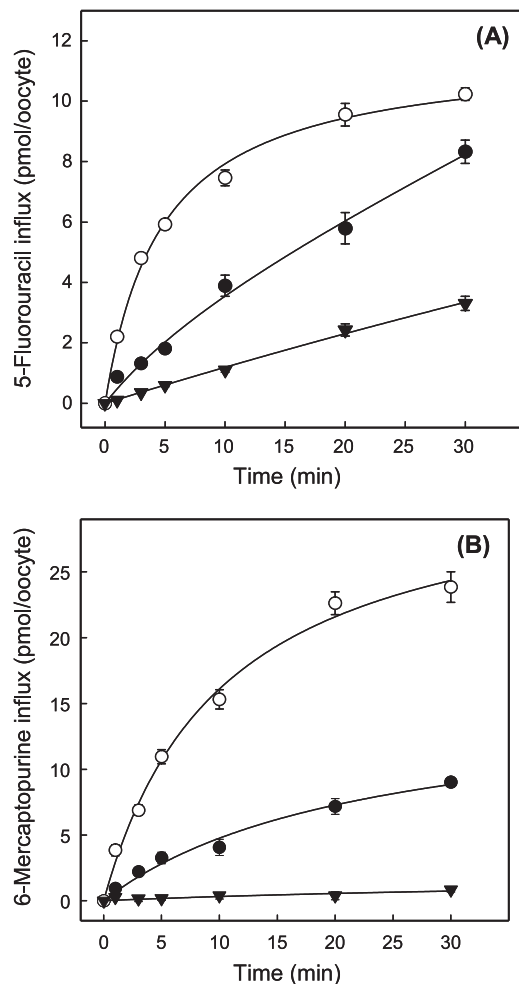 (A)
12
10
8
6
4
2
0
5-Fluorouracil influx (pmol/oocyte)
0 5 10 15 20 25 30
Time (min)
(B)
25
20
15
10
5
0
6-Mercaptopurine influx (pmol/oocyte)
0 5 10 15 20 25 30
Time (min)